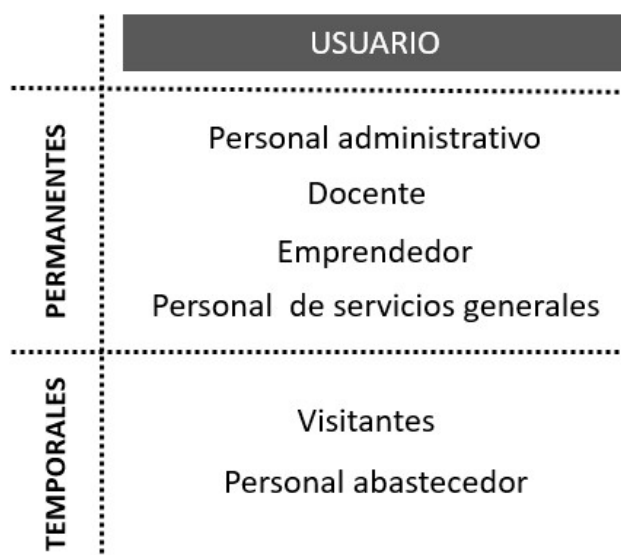 USUARIO
PERMANENTES
Personal administrativo
Docente
Emprendedor
Personal de servicios generales
TEMPORALES
Visitantes
Personal abastecedor